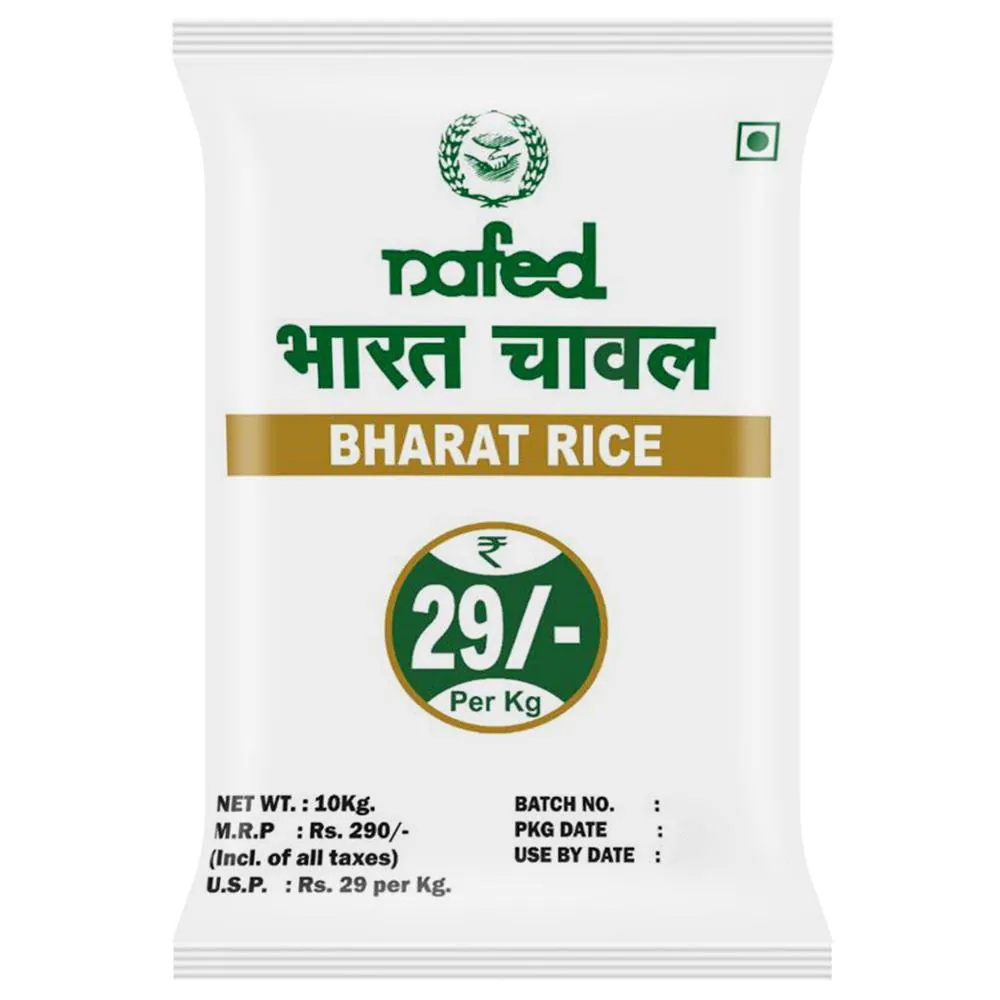 nafed
भारत चावल
BHARAT RICE
₹
29/-
Per Kg
NET WT. : 10Kg.
M.R.P : Rs. 290/-
(Incl. of all taxes)
U.S.P. : Rs. 29 per Kg.
BATCH NO. :
PKG DATE :
USE BY DATE :